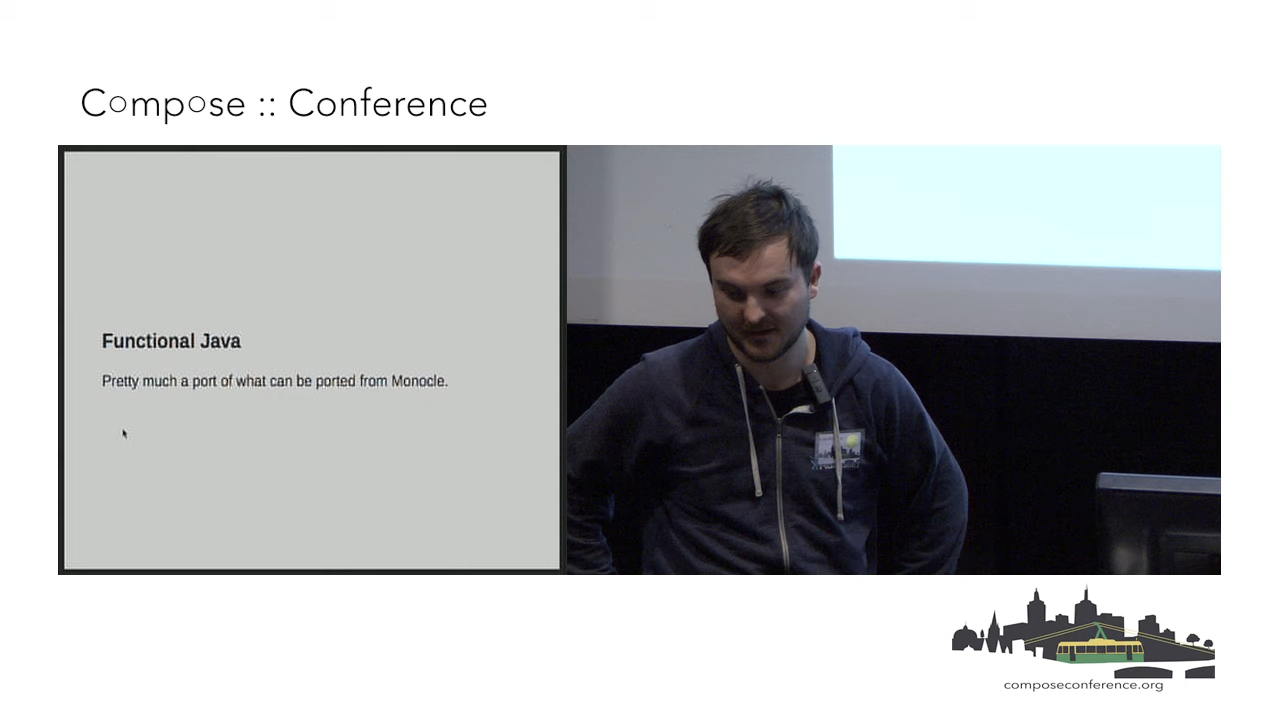 Compose :: Conference
Functional Java
Pretty much a port of what can be ported from Monocle.
composeconference.org